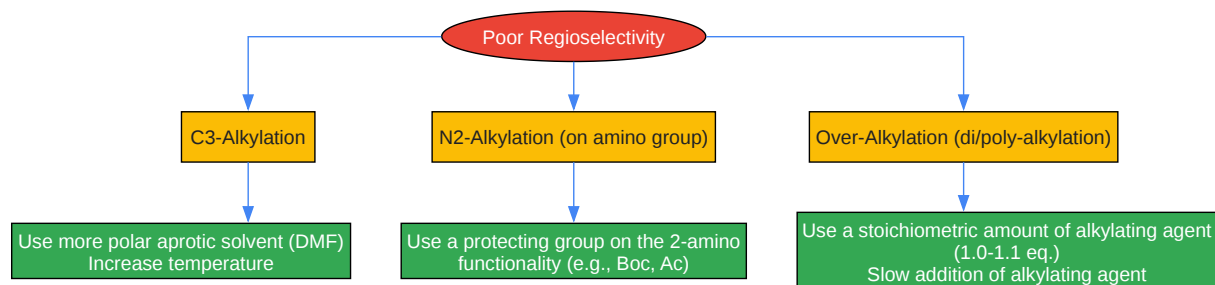 Poor Regioselectivity
C3-Alkylation
N2-Alkylation (on amino group)
Over-Alkylation (di/poly-alkylation)
Use more polar aprotic solvent (DMF)
Increase temperature
Use a protecting group on the 2-amino
functionality (e.g., Boc, Ac)
Use a stoichiometric amount of alkylating agent
(1.0-1.1 eq.)
Slow addition of alkylating agent